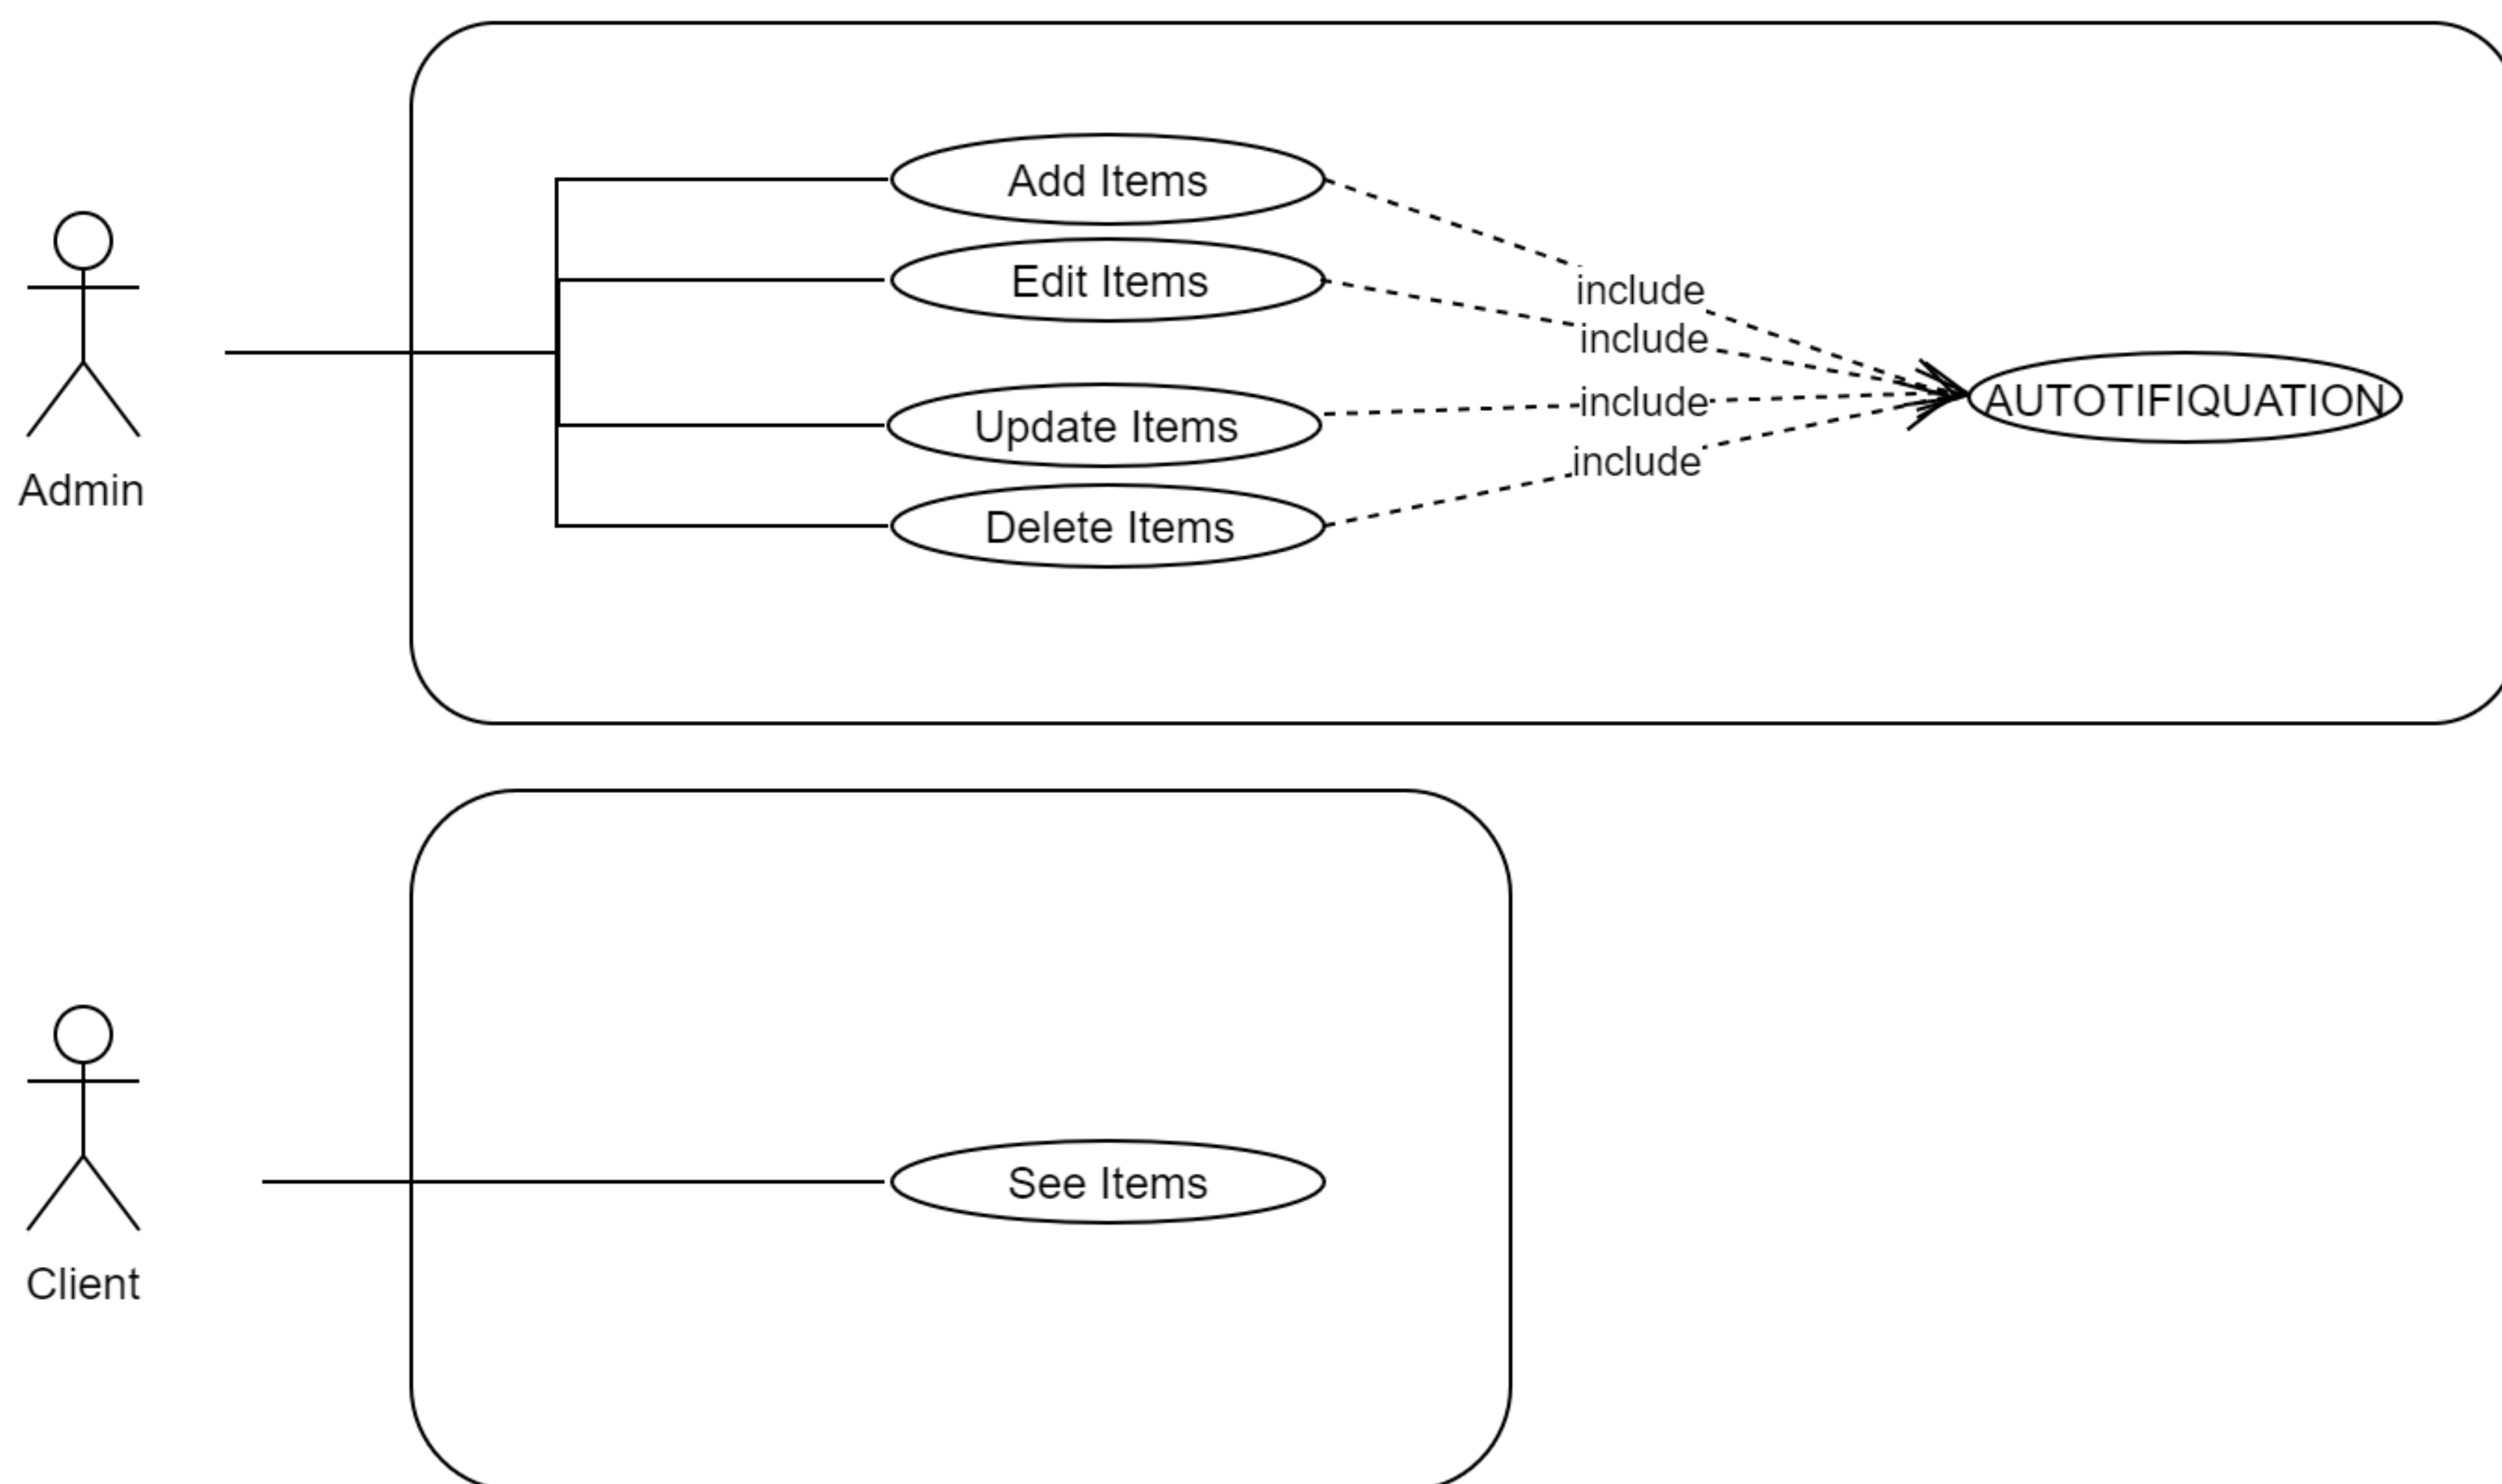 Add Items
Edit Items
include
include
Update Items
include
AUTOTIFIQUATION
include
Delete Items
Admin
See Items
Client